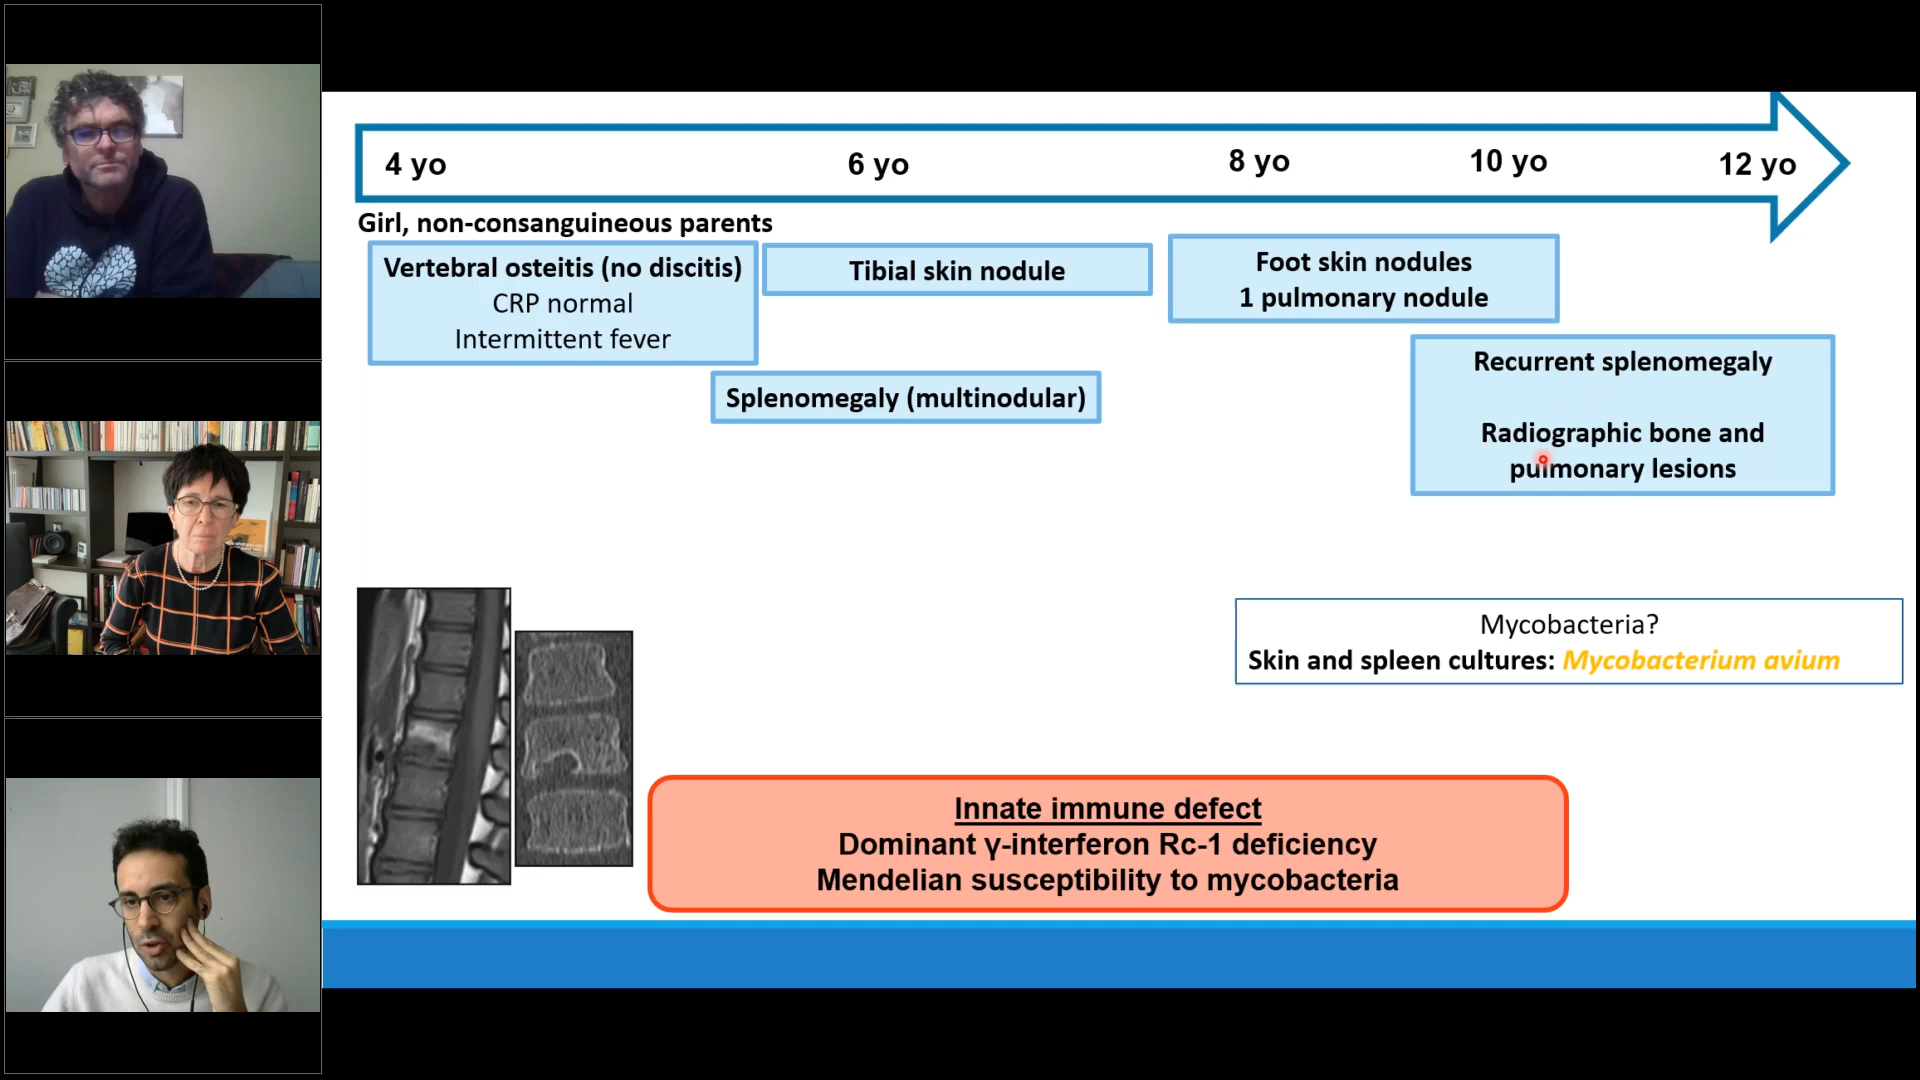 4 yo
6 yo
8 yo
10 yo
12 yo
Girl, non-consanguineous parents
Vertebral osteitis (no discitis)
CRP normal
Intermittent fever
Tibial skin nodule
Foot skin nodules
1 pulmonary nodule
Splenomegaly (multinodular)
Recurrent splenomegaly
Radiographic bone and
pulmonary lesions
Mycobacteria?
Skin and spleen cultures: Mycobacterium avium
Innate immune defect
Dominant γ-interferon Rc-1 deficiency
Mendelian susceptibility to mycobacteria